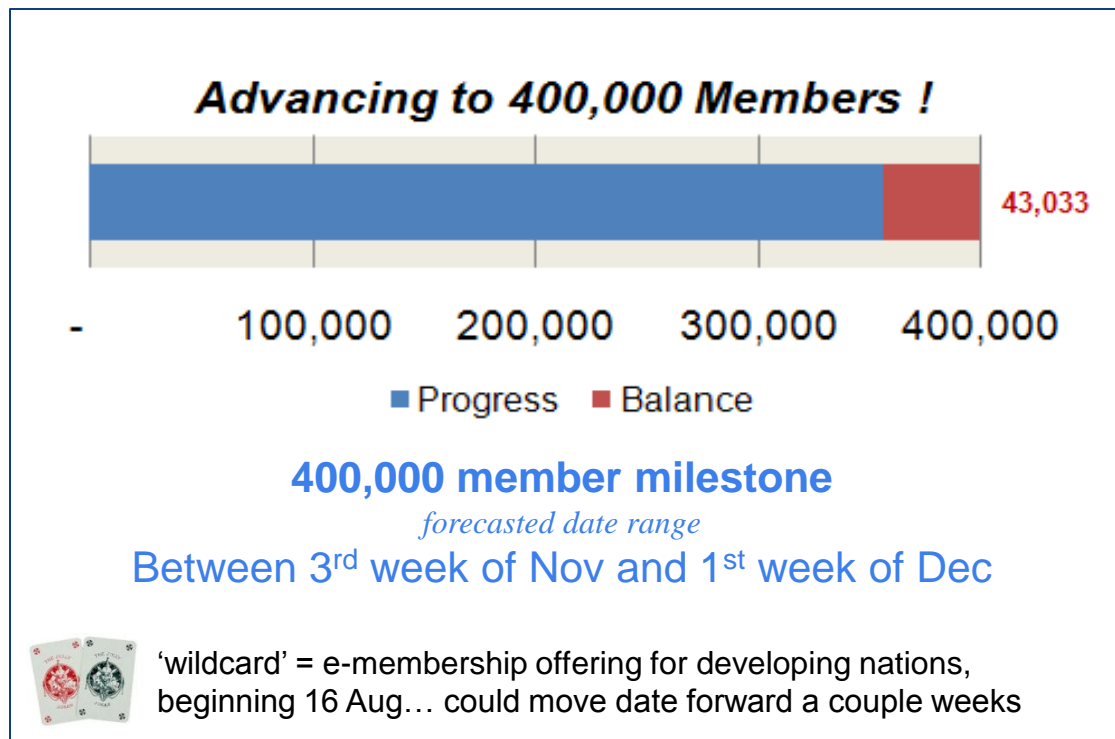 Advancing to 400,000 Members !
43,033
- 100,000 200,000 300,000 400,000
Progress Balance
400,000 member milestone
forecasted date range
Between 3rd week of Nov and 1st week of Dec
‘wildcard’ = e-membership offering for developing nations,
beginning 16 Aug… could move date forward a couple weeks